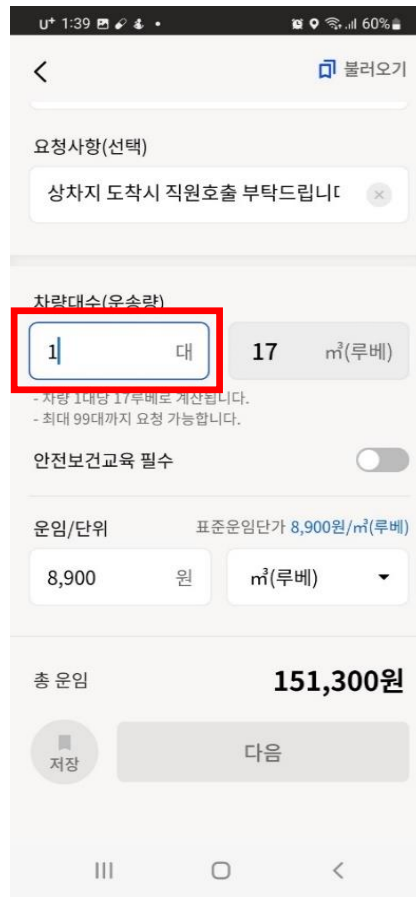 U+ 1:39
60%
불러오기
요청사항(선택)
상차지 도착시 직원호출 부탁드립니
차량대수(운송량)
1 대 17 ㎥(루베)
- 차량 1대당 17루베로 계산됩니다.
- 최대 99대까지 요청 가능합니다.
안전보건교육 필수
운임/단위 표준운임단가 8,900원/㎥(루베)
8,900 원 ㎥(루베)
총 운임 151,300원
저장
다음